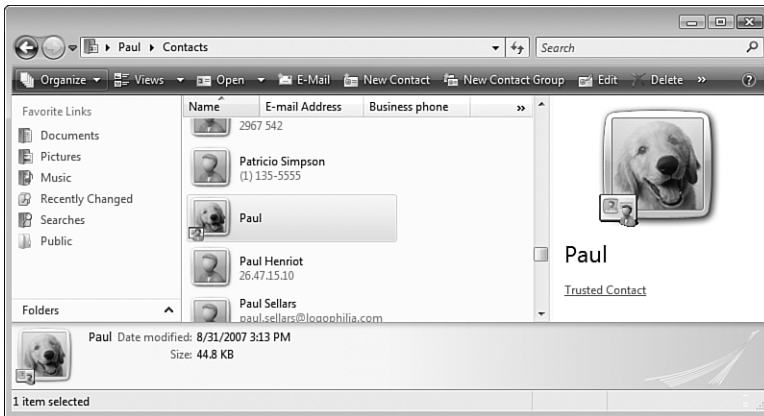 Paul Contacts
Search
Organize Views Open E-Mail New Contact New Contact Group Edit Delete »
Favorite Links
Documents
Pictures
Music
Recently Changed
Searches
Public
Folders
Name E-mail Address Business phone »
2967 542
Patricio Simpson
(1) 135-5555
Paul
Paul Henriot
26.47.15.10
Paul Sellars
paul.sellars@logophilia.com
Paul
Trusted Contact
Paul Date modified: 8/31/2007 3:13 PM
Size: 44.8 KB
1 item selected